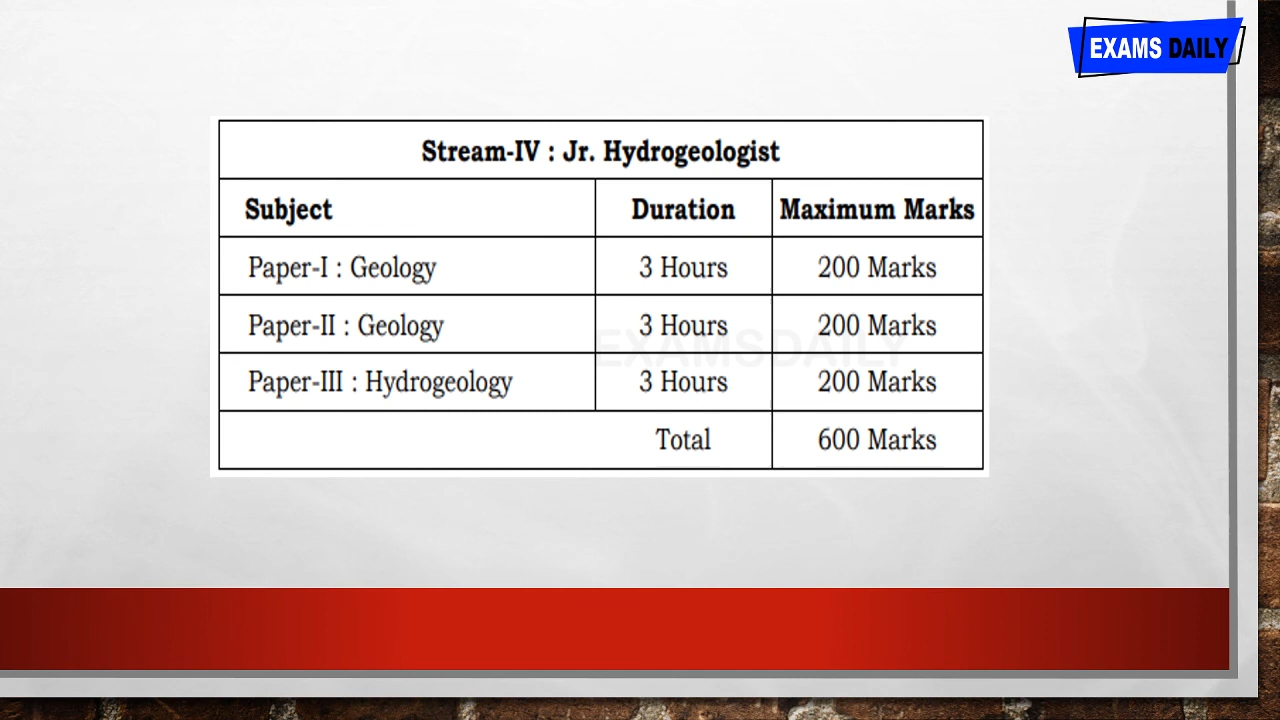 EXAMS DAILY
Stream-IV : Jr. Hydrogeologist
Subject Duration Maximum Marks
Paper-I : Geology 3 Hours 200 Marks
Paper-II : Geology 3 Hours 200 Marks
EXAMSDAILY
Paper-III : Hydrogeology 3 Hours 200 Marks
Total 600 Marks